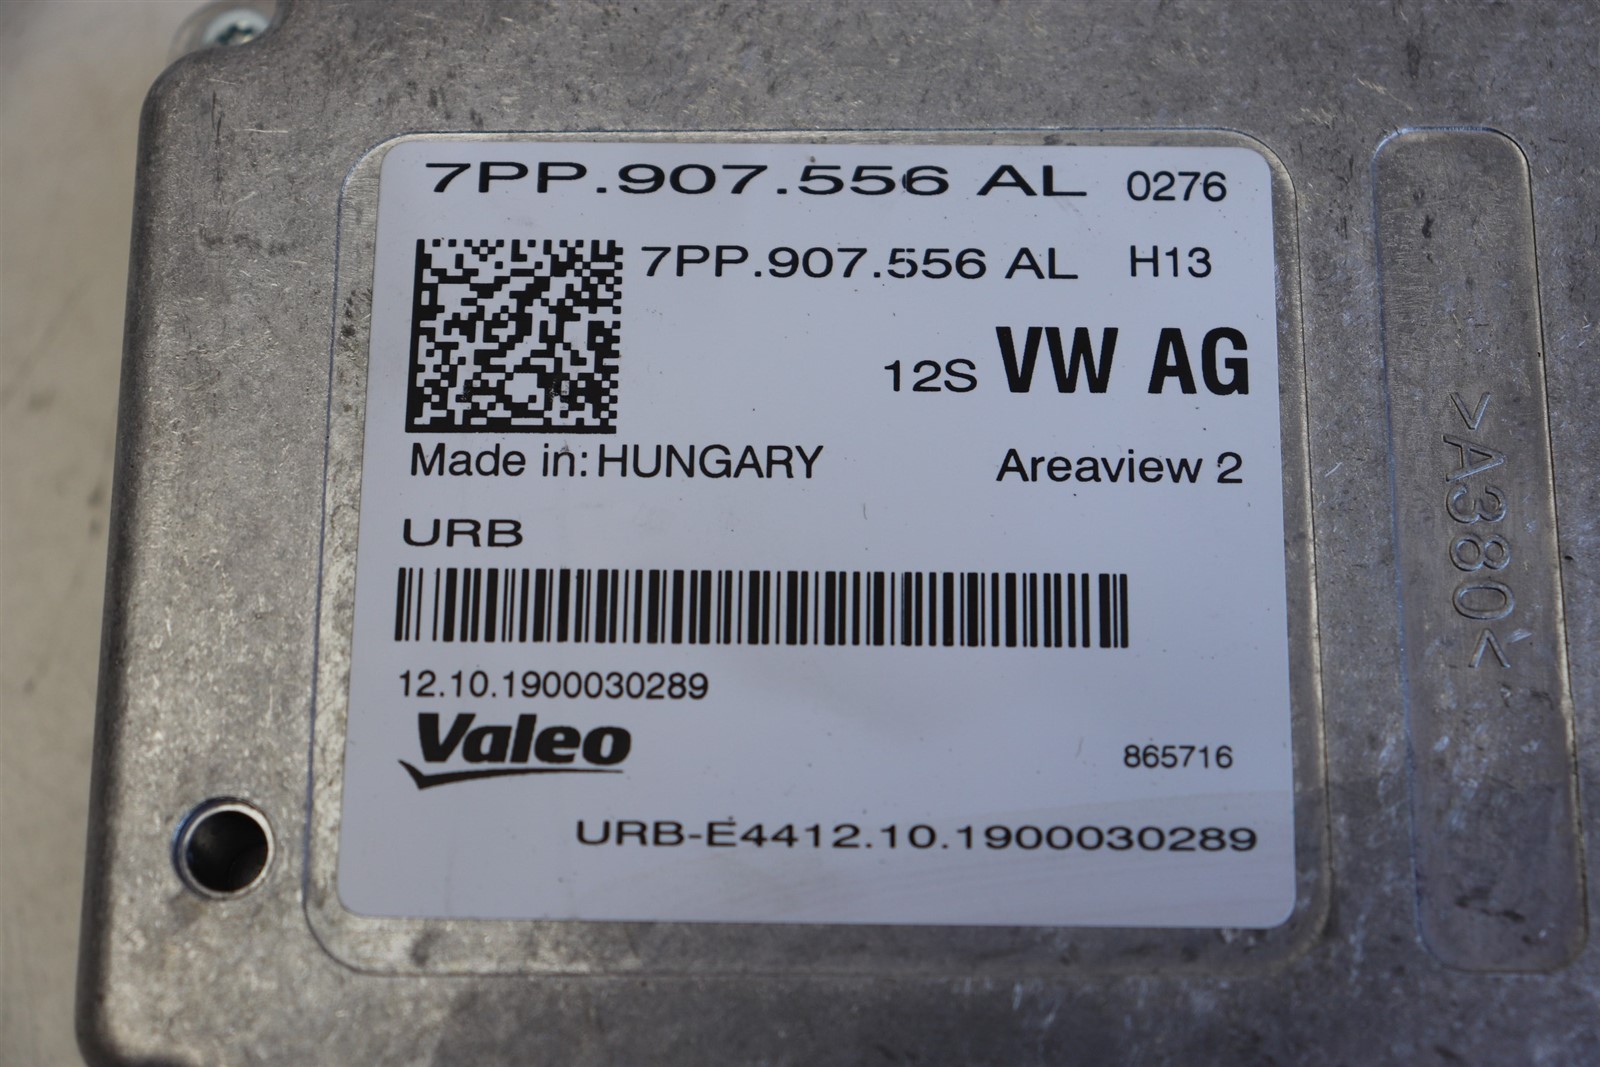 7PP.907.556 AL 0276
7PP.907.556 AL H13
12S VW AG
Made in: HUNGARY Areaview 2
URB
12.10.1900030289
Valeo
865716
URB-E4412.10.1900030289
>A380<